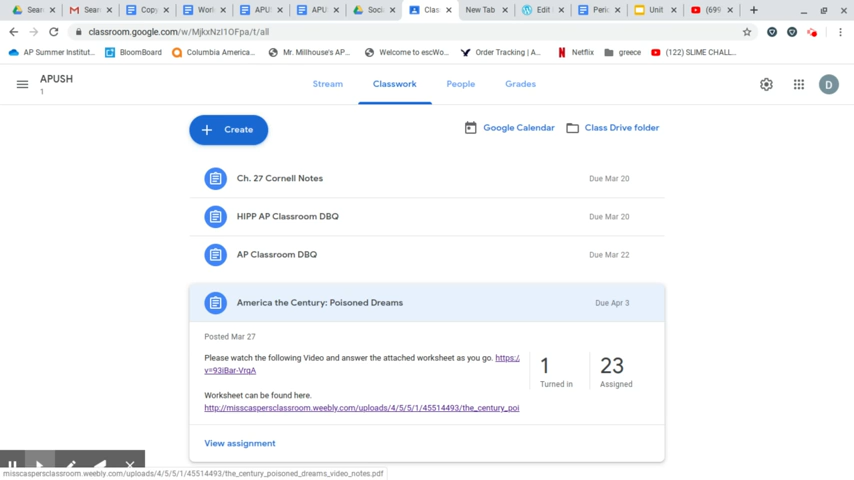 Sear
Sear
Copy
Work
APUS
APU
Socia
Class
New Tab
Edit
Perio
Unit
(699
classroom.google.com/w/MjkxNzI1OFpa/t/all
AP Summer Institut...
BloomBoard
Columbia America...
Mr. Millhouse's AP...
Welcome to escWo...
Order Tracking | A...
Netflix
greece
(122) SLIME CHALL...
APUSH
1
Stream
Classwork
People
Grades
D
+ Create
Google Calendar
Class Drive folder
Ch. 27 Cornell Notes
Due Mar 20
HIPP AP Classroom DBQ
Due Mar 20
AP Classroom DBQ
Due Mar 22
America the Century: Poisoned Dreams
Due Apr 3
Posted Mar 27
Please watch the following Video and answer the attached worksheet as you go. https:/
v=93iBar-VrqA
1
Turned in
23
Assigned
Worksheet can be found here.
http://misscaspersclassroom.weebly.com/uploads/4/5/5/1/45514493/the_century_poi
View assignment
misscaspersclassroom.weebly.com/uploads/4/5/5/1/45514493/the_century_poisoned_dreams_video_notes.pdf